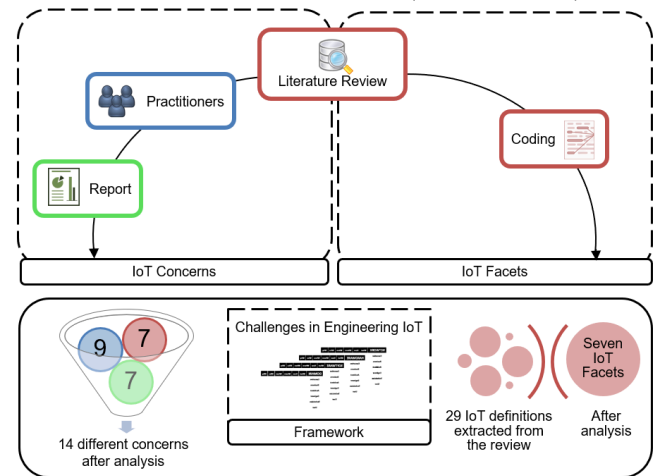 Literature Review
Practitioners
Coding
Report
IoT Concerns
IoT Facets
9
7
7
14 different concerns
after analysis
Challenges in Engineering IoT
Framework
29 IoT definitions
extracted from
the review
Seven
IoT
Facets
After
analysis